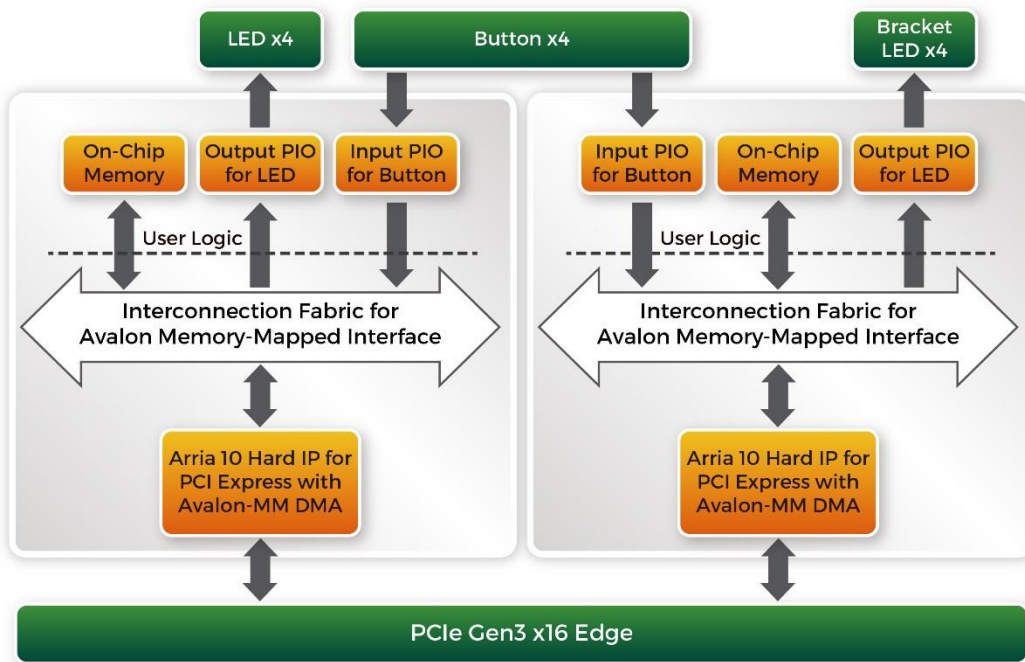 LED x4
Button x4
Bracket
LED x4
On-Chip
Memory
Output PIO
for LED
Input PIO
for Button
Input PIO
for Button
On-Chip
Memory
Output PIO
for LED
User Logic
User Logic
Interconnection Fabric for
Avalon Memory-Mapped Interface
Interconnection Fabric for
Avalon Memory-Mapped Interface
Arria 10 Hard IP for
PCI Express with
Avalon-MM DMA
Arria 10 Hard IP for
PCI Express with
Avalon-MM DMA
PCIe Gen3 x16 Edge